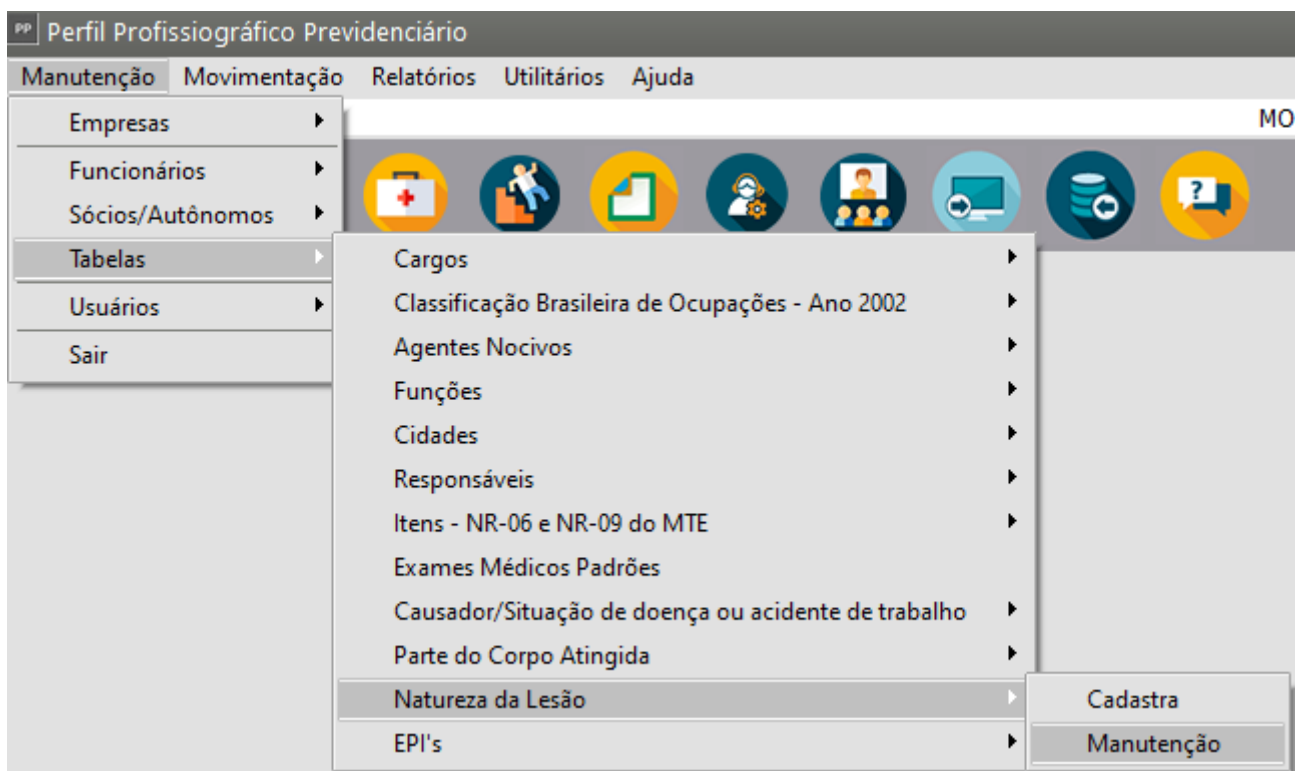 PP Perfil Profissiográfico Previdenciário
Manutenção Movimentação Relatórios Utilitários Ajuda
MO
Empresas
Funcionários
Sócios/Autônomos
Tabelas
Usuários
Sair
?
Cargos
Classificação Brasileira de Ocupações - Ano 2002
Agentes Nocivos
Funções
Cidades
Responsáveis
Itens - NR-06 e NR-09 do MTE
Exames Médicos Padrões
Causador/Situação de doença ou acidente de trabalho
Parte do Corpo Atingida
Natureza da Lesão
EPI's
Cadastra
Manutenção